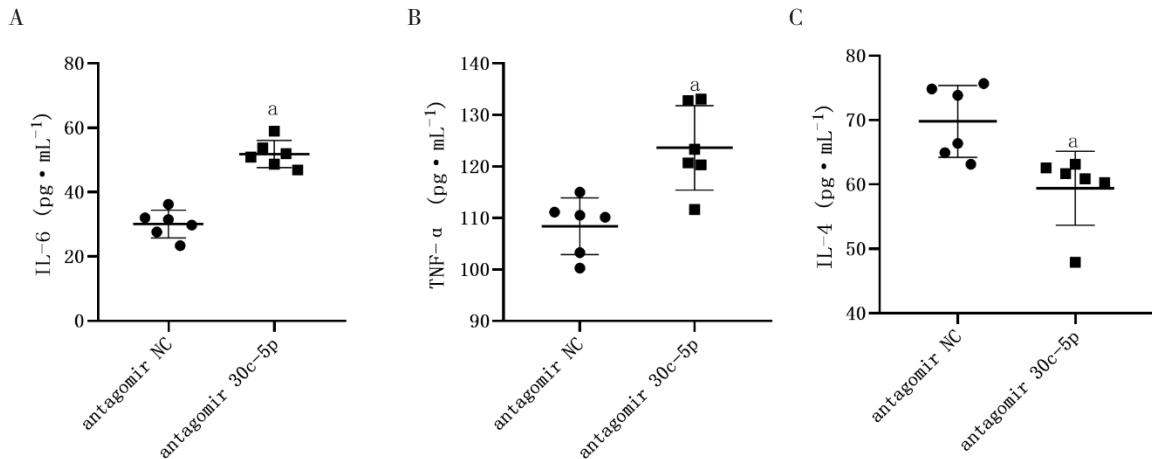 A
IL-6 (pg·mL⁻¹)
80
60
40
20
0
a
antagomir NC
antagomir 30c-5p
B
TNF-α (pg·mL⁻¹)
140
130
120
110
100
90
a
antagomir NC
antagomir 30c-5p
C
IL-4 (pg·mL⁻¹)
80
70
60
50
40
a
antagomir NC
antagomir 30c-5p